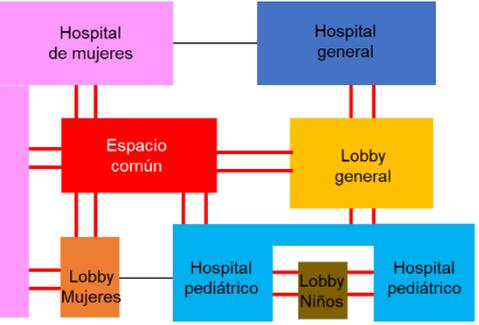 Hospital
de mujeres
Hospital
general
Espacio
común
Lobby
general
Lobby
Mujeres
Hospital
pediátrico
Lobby
Niños
Hospital
pediátrico